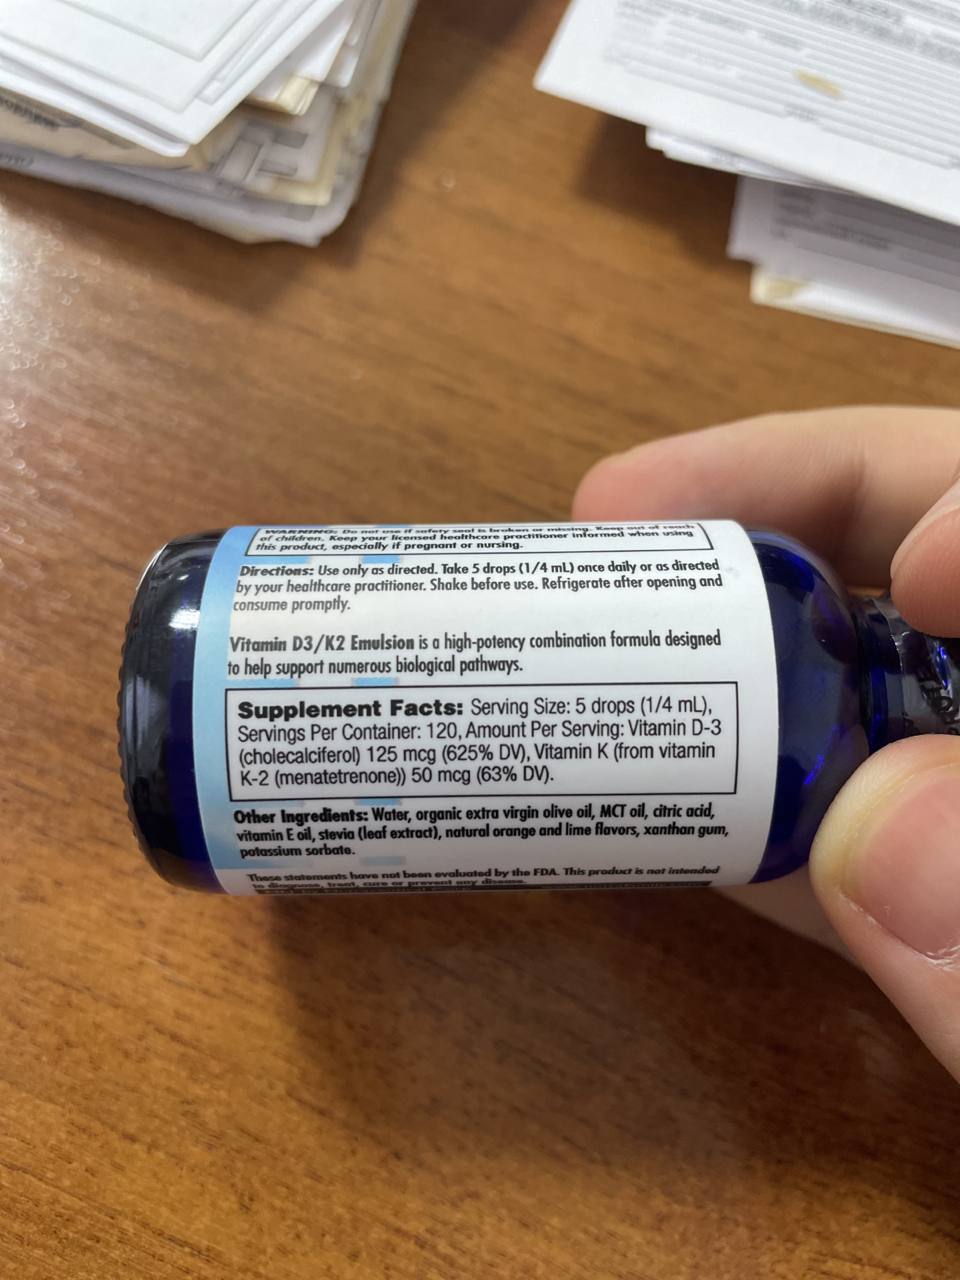 WARNING: Do not use if safety seal is broken or missing. Keep out of reach
of children. Keep your licensed healthcare practitioner informed when using
this product, especially if pregnant or nursing.
Directions: Use only as directed. Take 5 drops (1/4 mL) once daily or as directed
by your healthcare practitioner. Shake before use. Refrigerate after opening and
consume promptly.
Vitamin D3/K2 Emulsion is a high-potency combination formula designed
to help support numerous biological pathways.
Supplement Facts: Serving Size: 5 drops (1/4 mL),
Servings Per Container: 120, Amount Per Serving: Vitamin D-3
(cholecalciferol) 125 mcg (625% DV), Vitamin K (from vitamin
K-2 (menatetrenone)) 50 mcg (63% DV).
Other Ingredients: Water, organic extra virgin olive oil, MCT oil, citric acid,
vitamin E oil, stevia (leaf extract), natural orange and lime flavors, xanthan gum,
potassium sorbate.
These statements have not been evaluated by the FDA. This product is not intended
to diagnose, treat, cure or prevent any disease.